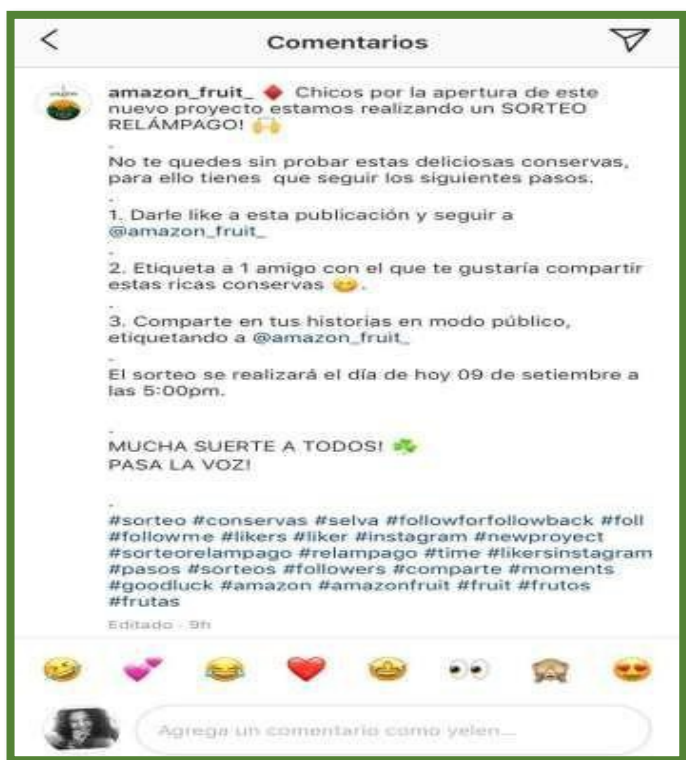 Comentarios
amazon_fruit_ ♦️ Chicos por la apertura de este
nuevo proyecto estamos realizando un SORTEO
RELÁMPAGO! 🙌
.
No te quedes sin probar estas deliciosas conservas,
para ello tienes que seguir los siguientes pasos.
.
1. Darle like a esta publicación y seguir a
@amazon_fruit_
.
2. Etiqueta a 1 amigo con el que te gustaría compartir
estas ricas conservas 😋.
.
3. Comparte en tus historias en modo público,
etiquetando a @amazon_fruit_
.
El sorteo se realizará el día de hoy 09 de setiembre a
las 5:00pm.
.
MUCHA SUERTE A TODOS! ☘️
PASA LA VOZ!
.
#sorteo #conservas #selva #followforfollowback #foll
#followme #likers #liker #instagram #newproyect
#sorteorelampago #relampago #time #likersinstagram
#pasos #sorteos #followers #comparte #moments
#goodluck #amazon #amazonfruit #fruit #frutos
#frutas
Editado · 9h
🤣 💕 😂 ❤️ 🤩 👀 🙈 😍
Agrega un comentario como yelen...